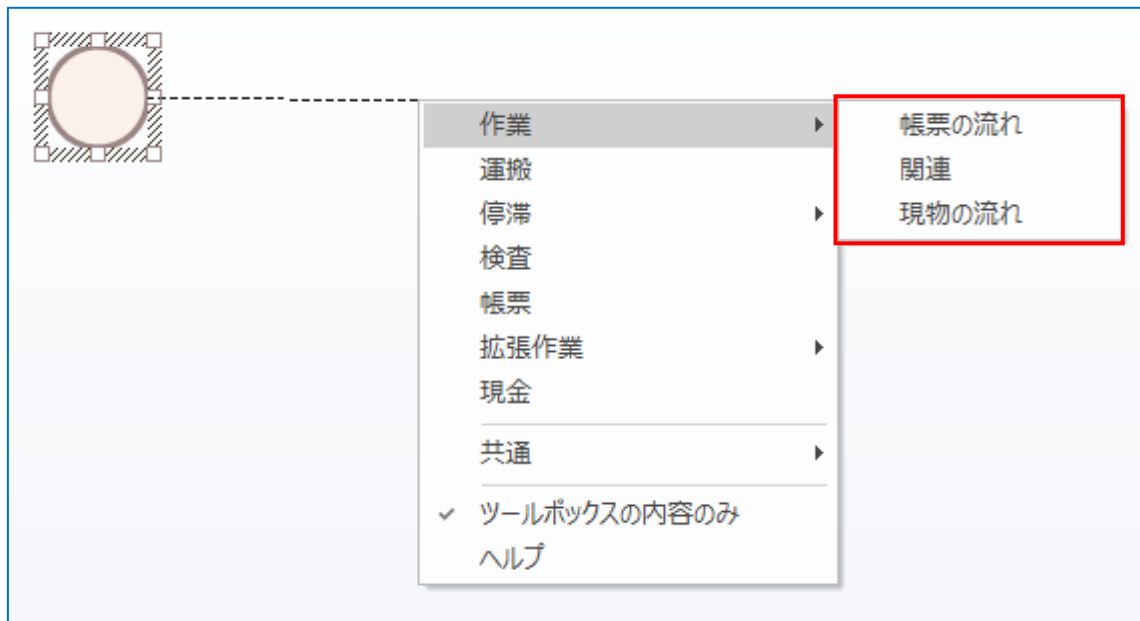 作業
運搬
停滞
検査
帳票
拡張作業
現金
共通
ツールボックスの内容のみ
ヘルプ
帳票の流れ
関連
現物の流れ